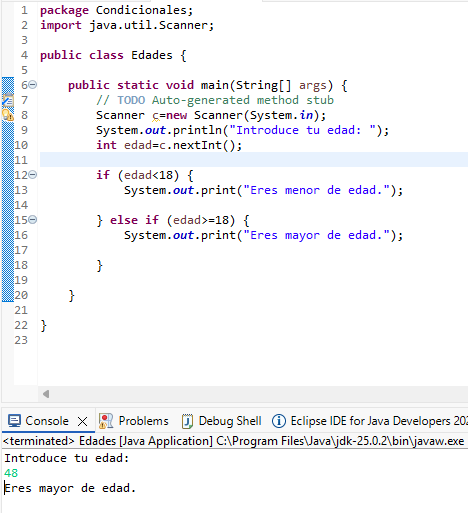 1 package Condicionales;
2 import java.util.Scanner;
3
4 public class Edades {
5
6 public static void main(String[] args) {
7 // TODO Auto-generated method stub
8 Scanner c=new Scanner(System.in);
9 System.out.println("Introduce tu edad: ");
10 int edad=c.nextInt();
11
12 if (edad<18) {
13 System.out.print("Eres menor de edad.");
14
15 } else if (edad>=18) {
16 System.out.print("Eres mayor de edad.");
17
18 }
19
20 }
21
22 }
23
Console Problems Debug Shell Eclipse IDE for Java Developers 202
<terminated> Edades [Java Application] C:\Program Files\Java\jdk-25.0.2\bin\javaw.exe
Introduce tu edad:
48
Eres mayor de edad.